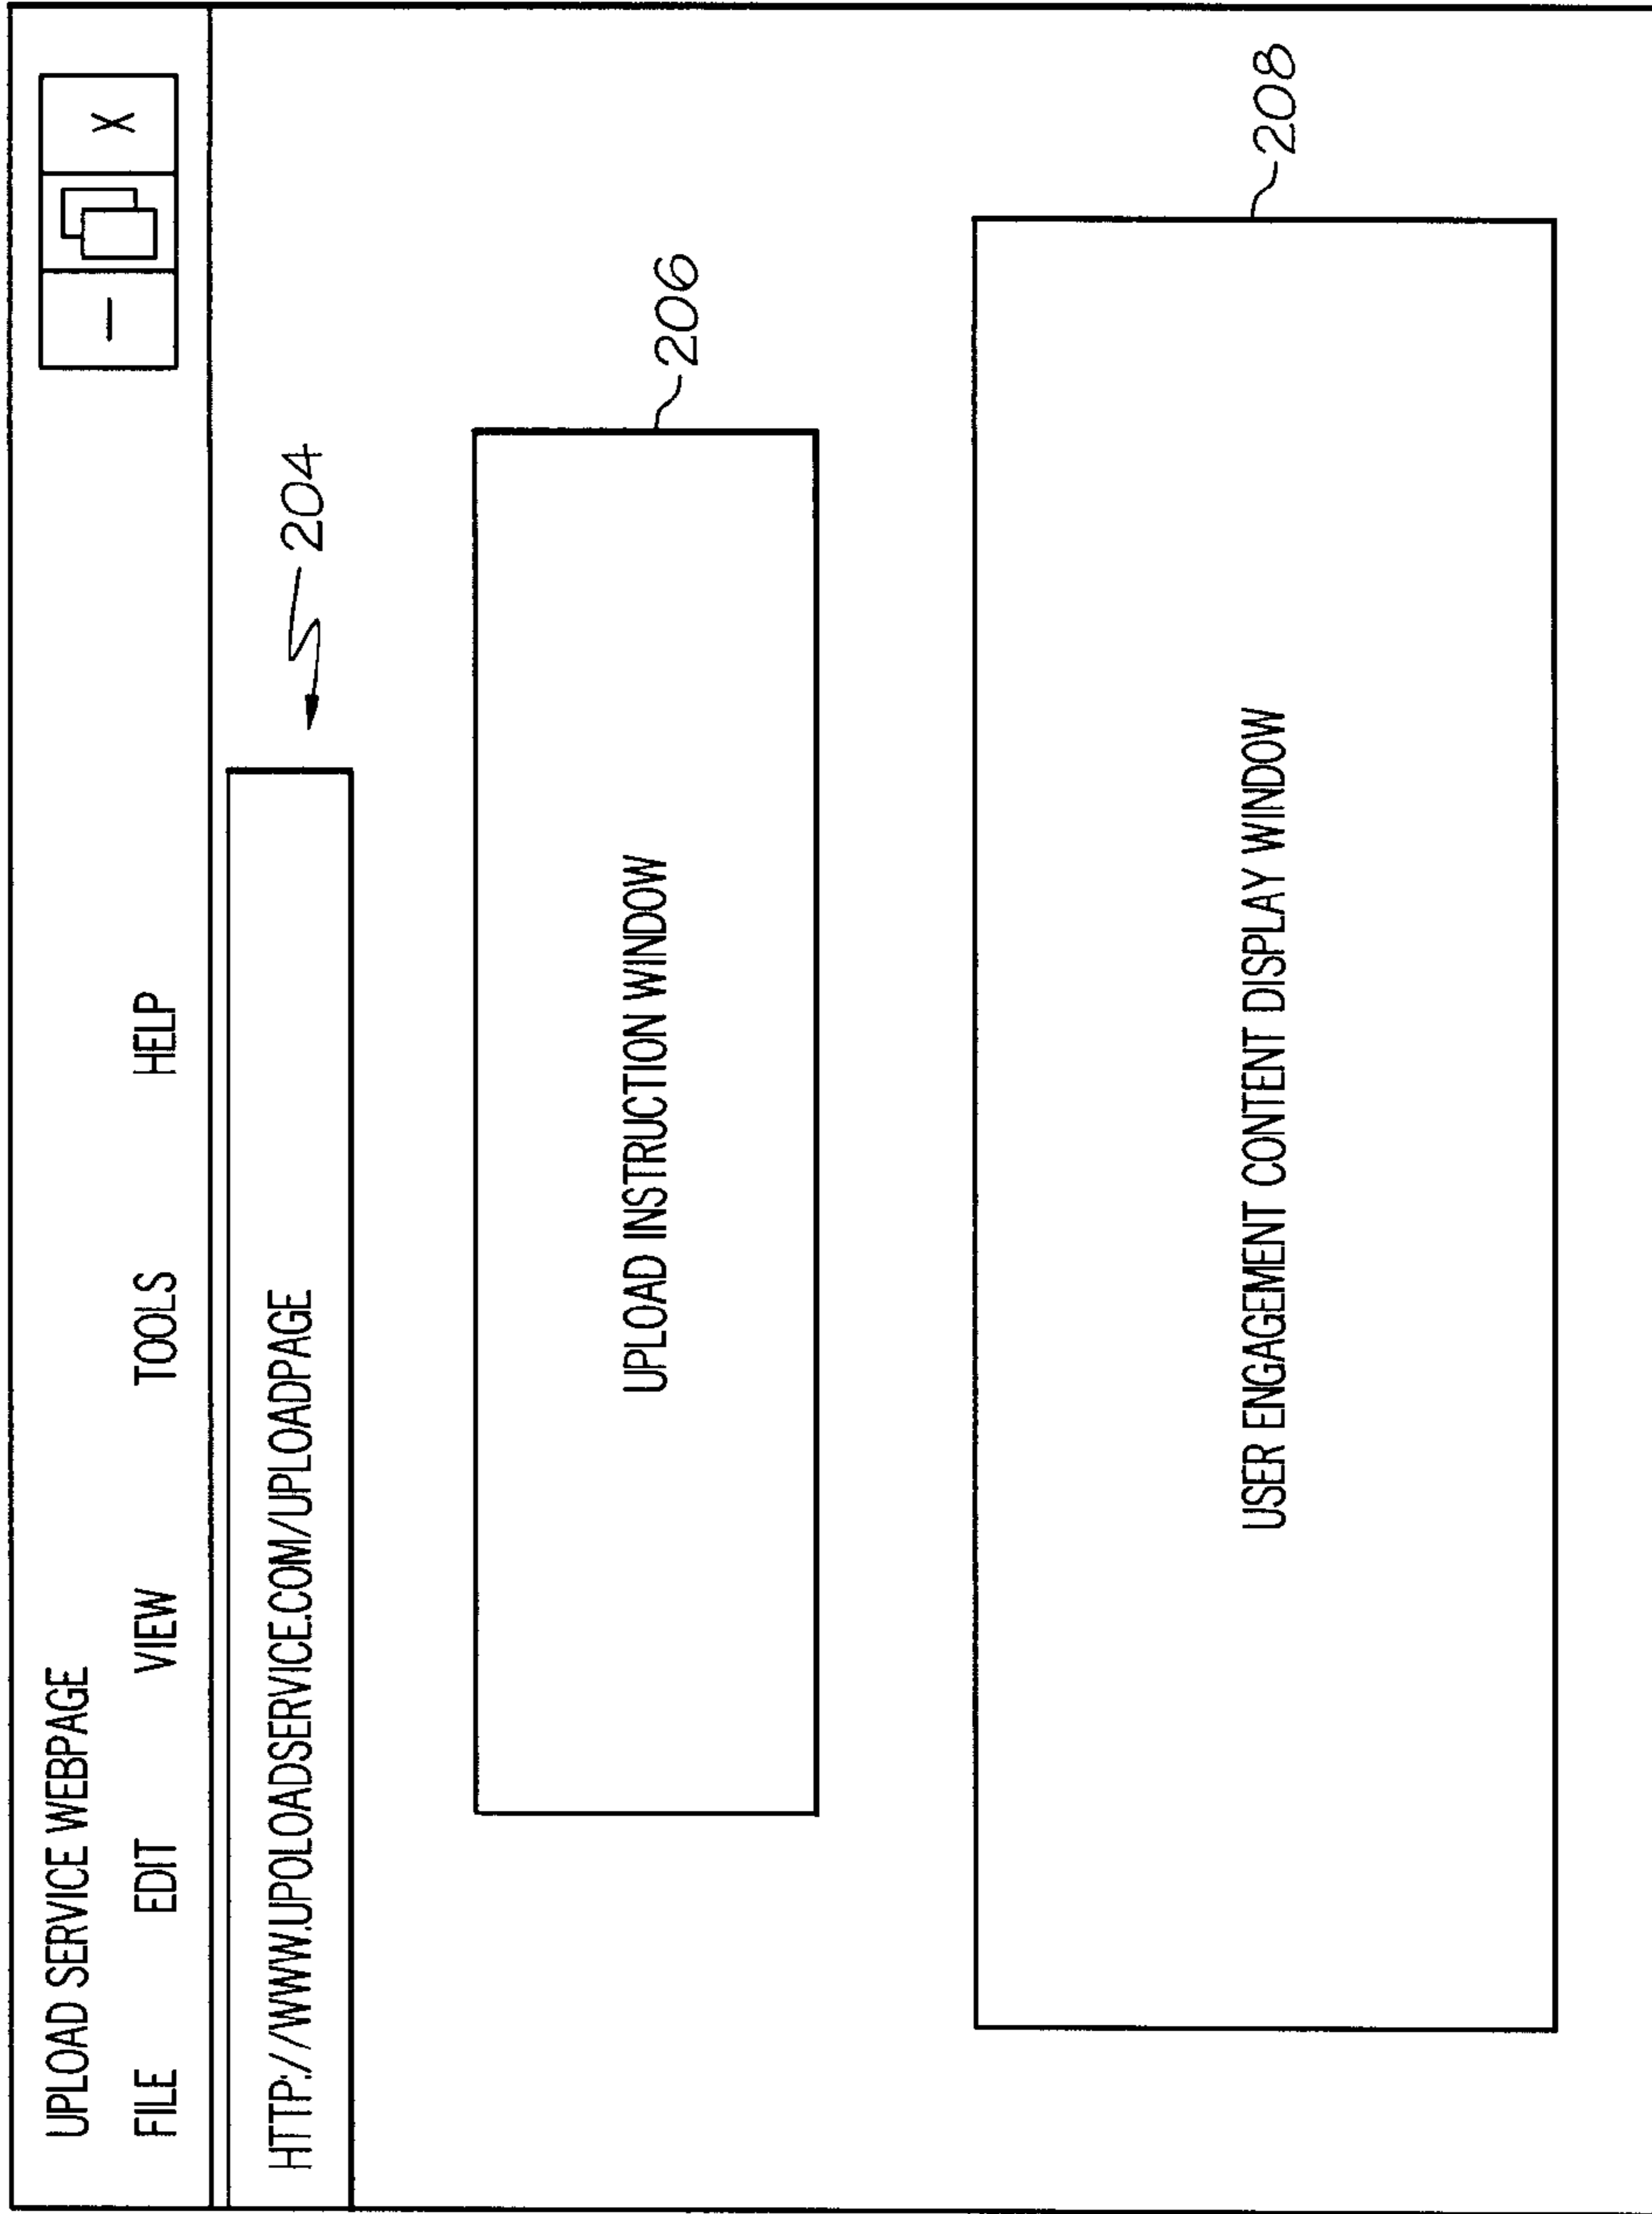 UPLOAD SERVICE WEBPAGE
— X
FILE EDIT VIEW TOOLS HELP
HTTP://WWW.UPOLOADSERVICE.COM/UPLOADPAGE
204
UPLOAD INSTRUCTION WINDOW
206
USER ENGAGEMENT CONTENT DISPLAY WINDOW
208